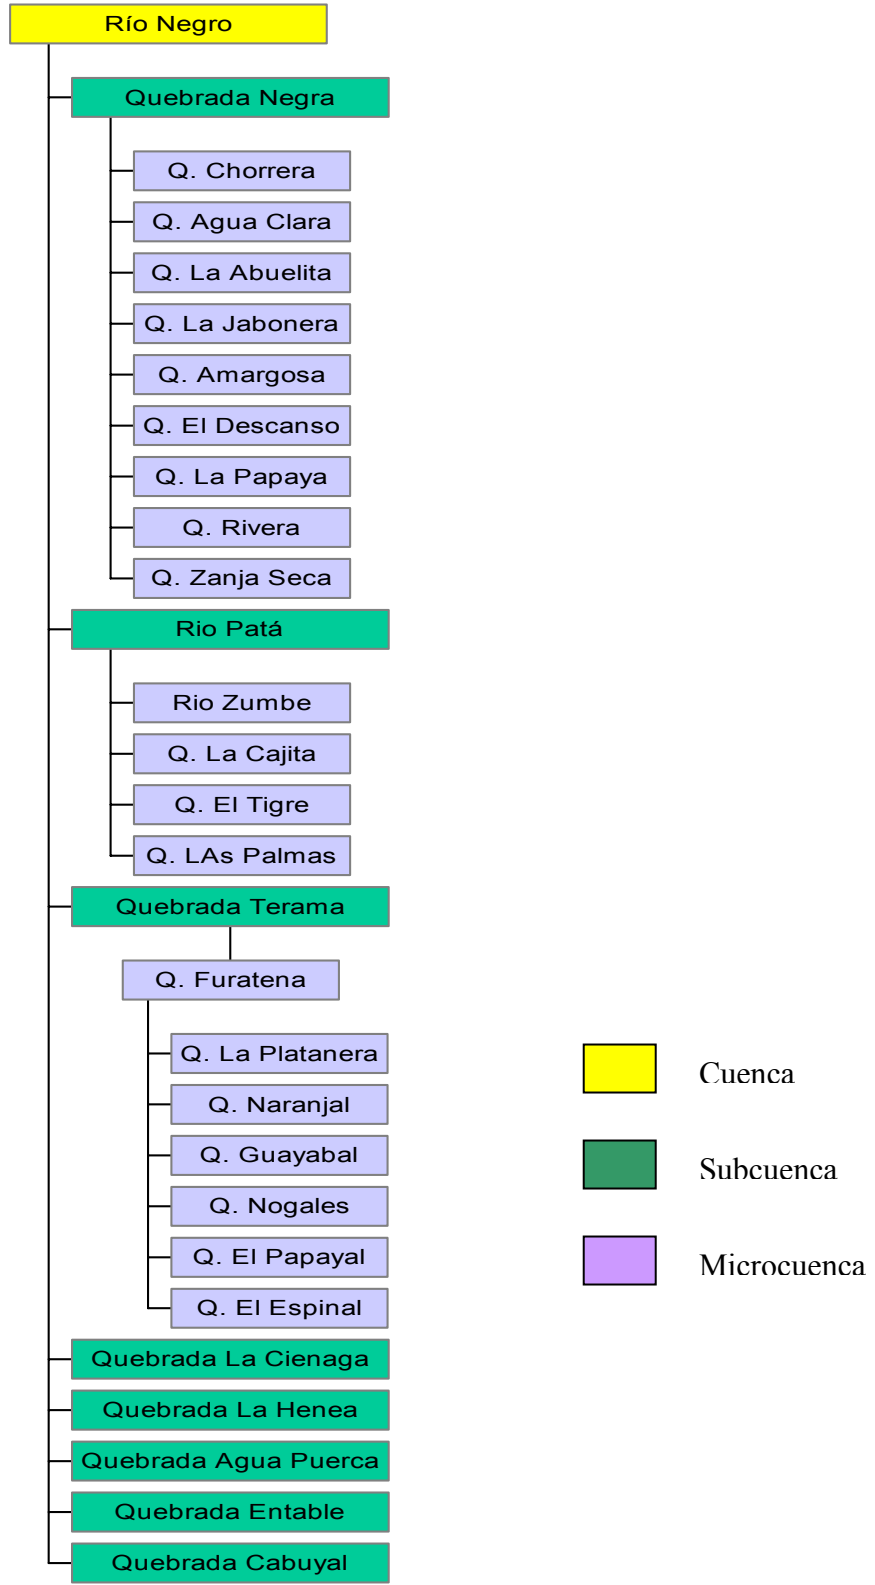 Río Negro
Quebrada Negra
Q. Chorrera
Q. Agua Clara
Q. La Abuelita
Q. La Jabonera
Q. Amargosa
Q. El Descanso
Q. La Papaya
Q. Rivera
Q. Zanja Seca
Rio Patá
Rio Zumbe
Q. La Cajita
Q. El Tigre
Q. LAs Palmas
Quebrada Terama
Q. Furatena
Q. La Platanera
Q. Naranjal
Q. Guayabal
Q. Nogales
Q. El Papayal
Q. El Espinal
Quebrada La Cienaga
Quebrada La Henea
Quebrada Agua Puerca
Quebrada Entable
Quebrada Cabuyal
Cuenca
Subcuenca
Microcuenca